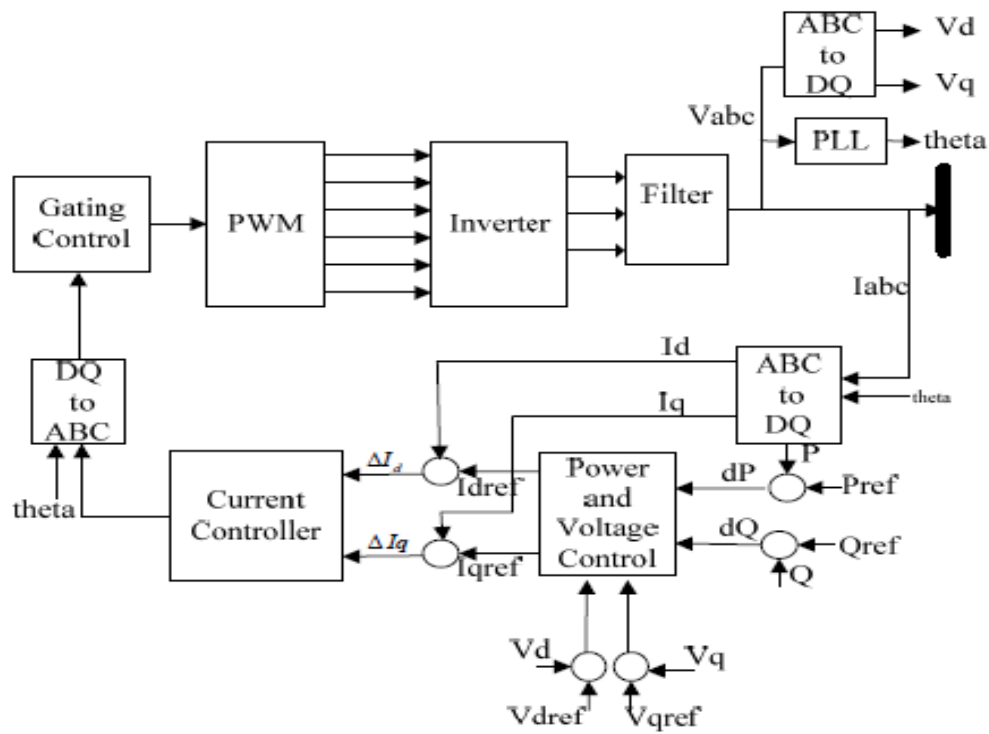 ABC
to
DQ
Vd
Vq
Vabc
PLL
theta
Gating
Control
PWM
Inverter
Filter
Iabc
DQ
to
ABC
theta
Id
Iq
ABC
to
DQ
theta
P
Current
Controller
ΔI_d
Idref
ΔIq
Iqref
Power
and
Voltage
Control
dP
Pref
dQ
Qref
Q
Vd
Vdref
Vq
Vqref